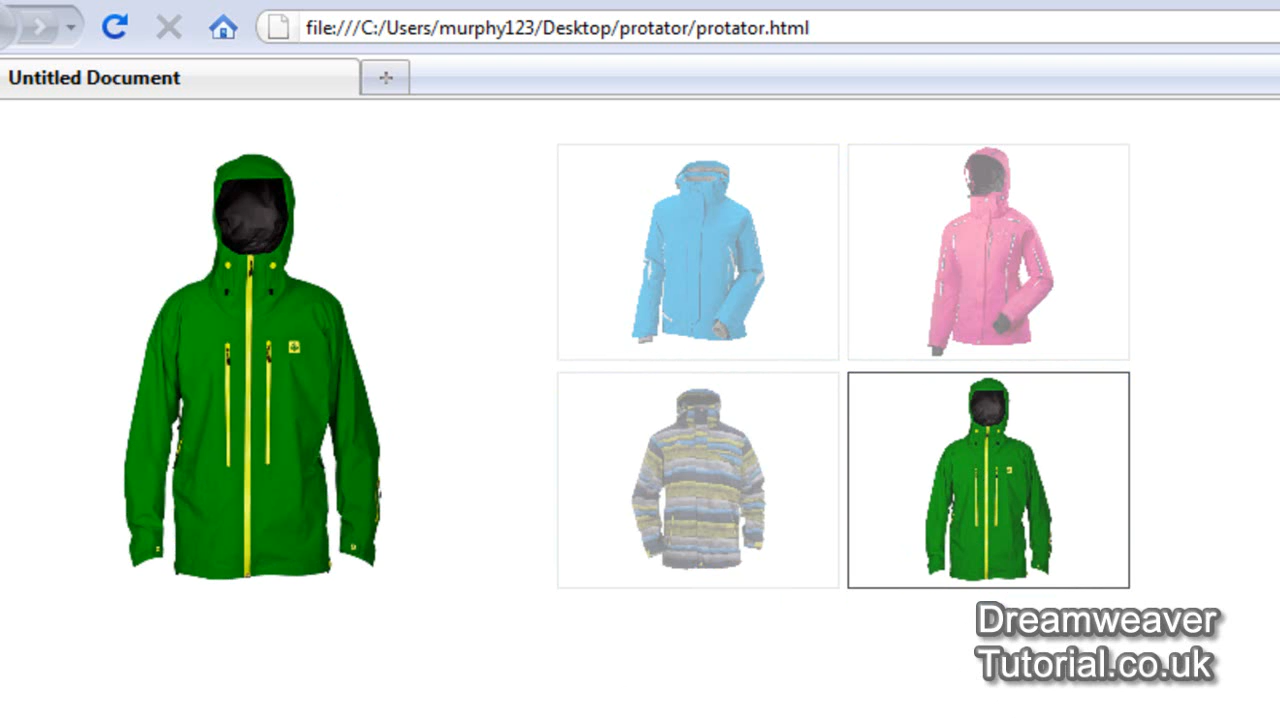 file:///C:/Users/murphy123/Desktop/protator/protator.html
Untitled Document
Dreamweaver
Tutorial.co.uk